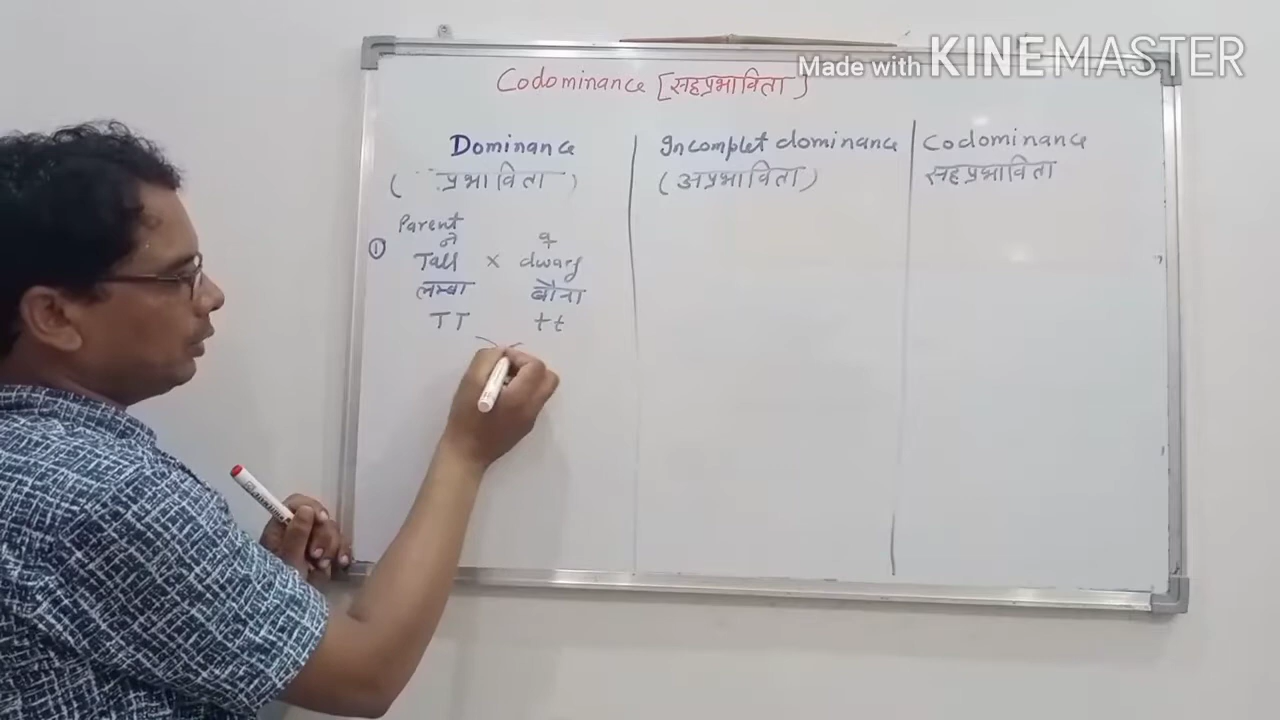 Made with KINEMASTER
Codominance [सहप्रभाविता]
Dominance
(प्रभाविता)
Parent
① Tall × dwarf
लम्बा बौना
TT tt
Incomplet dominance
(अप्रभाविता)
Codominance
सहप्रभाविता